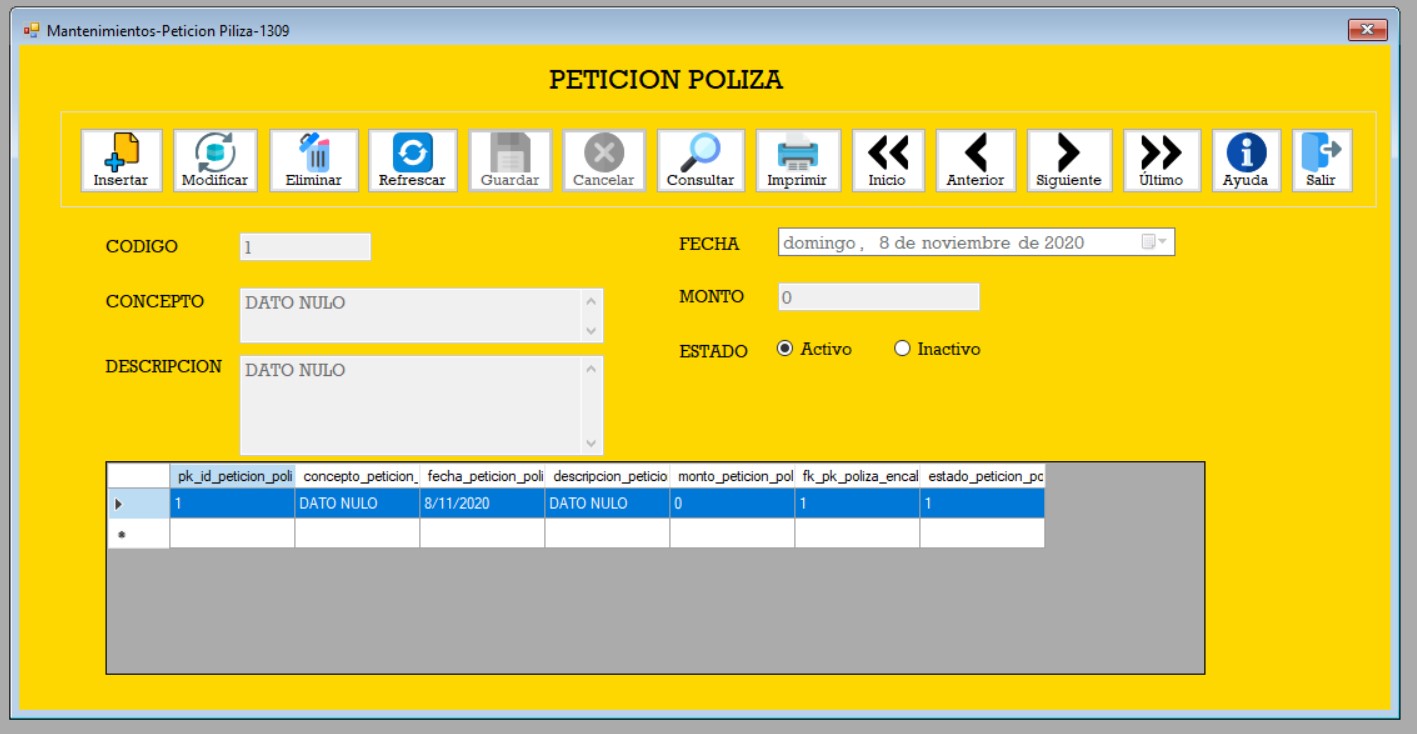 Mantenimientos-Peticion Piliza-1309
PETICION POLIZA
Insertar Modificar Eliminar Refrescar Guardar Cancelar Consultar Imprimir Inicio Anterior Siguiente Último Ayuda Salir
CODIGO 1 FECHA domingo , 8 de noviembre de 2020
CONCEPTO DATO NULO MONTO 0
ESTADO Activo Inactivo
DESCRIPCION DATO NULO
pk_id_peticion_poli concepto_peticion_ fecha_peticion_poli descripcion_peticio monto_peticion_pol fk_pk_poliza_encal estado_peticion_pc
1 DATO NULO 8/11/2020 DATO NULO 0 1 1